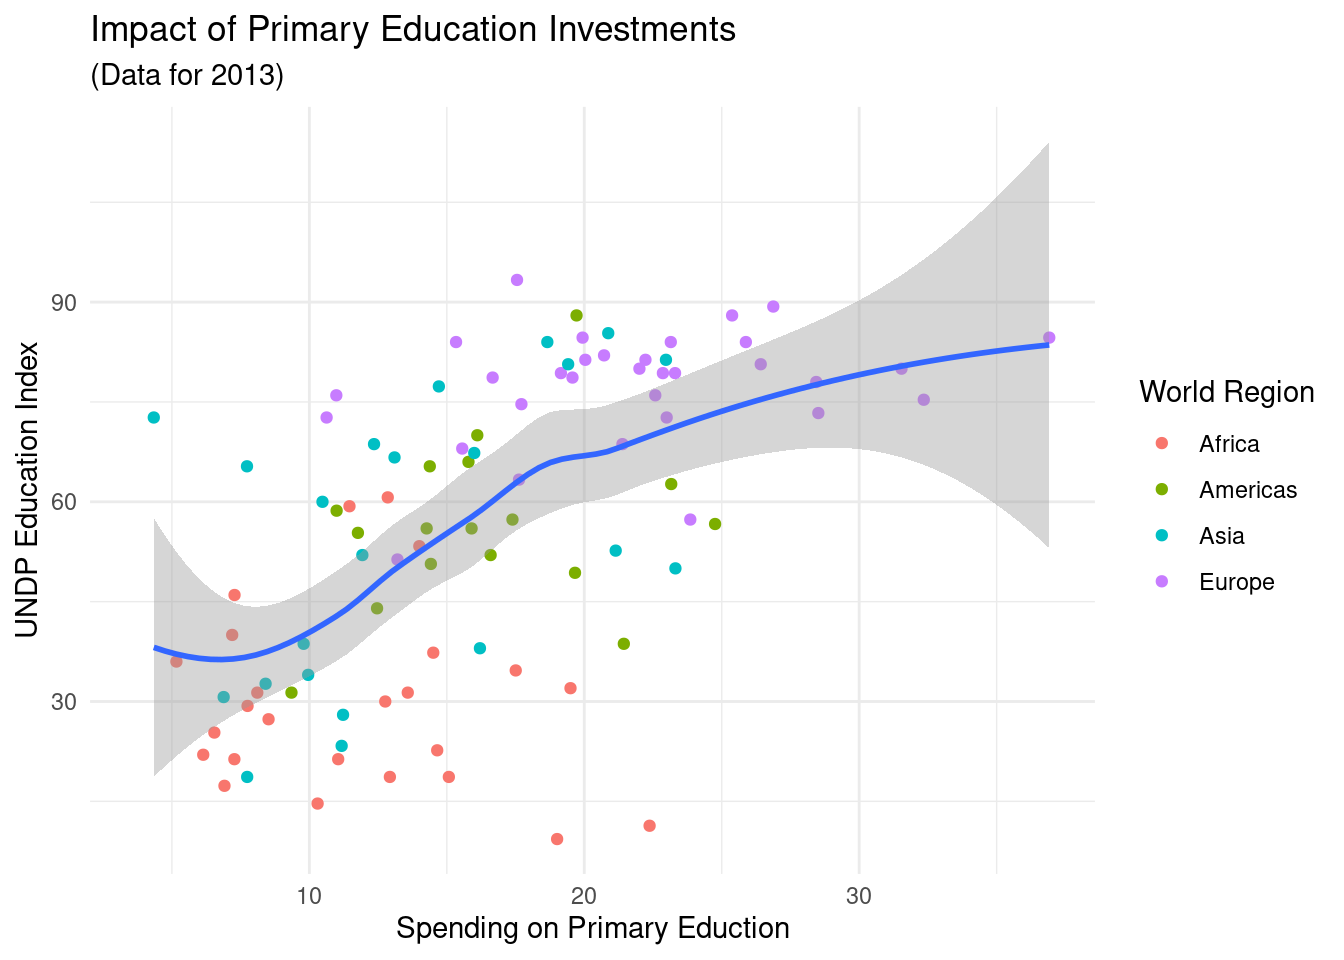 Impact of Primary Education Investments
(Data for 2013)
UNDP Education Index
90
60
30
10
20
30
Spending on Primary Eduction
World Region
Africa
Americas
Asia
Europe